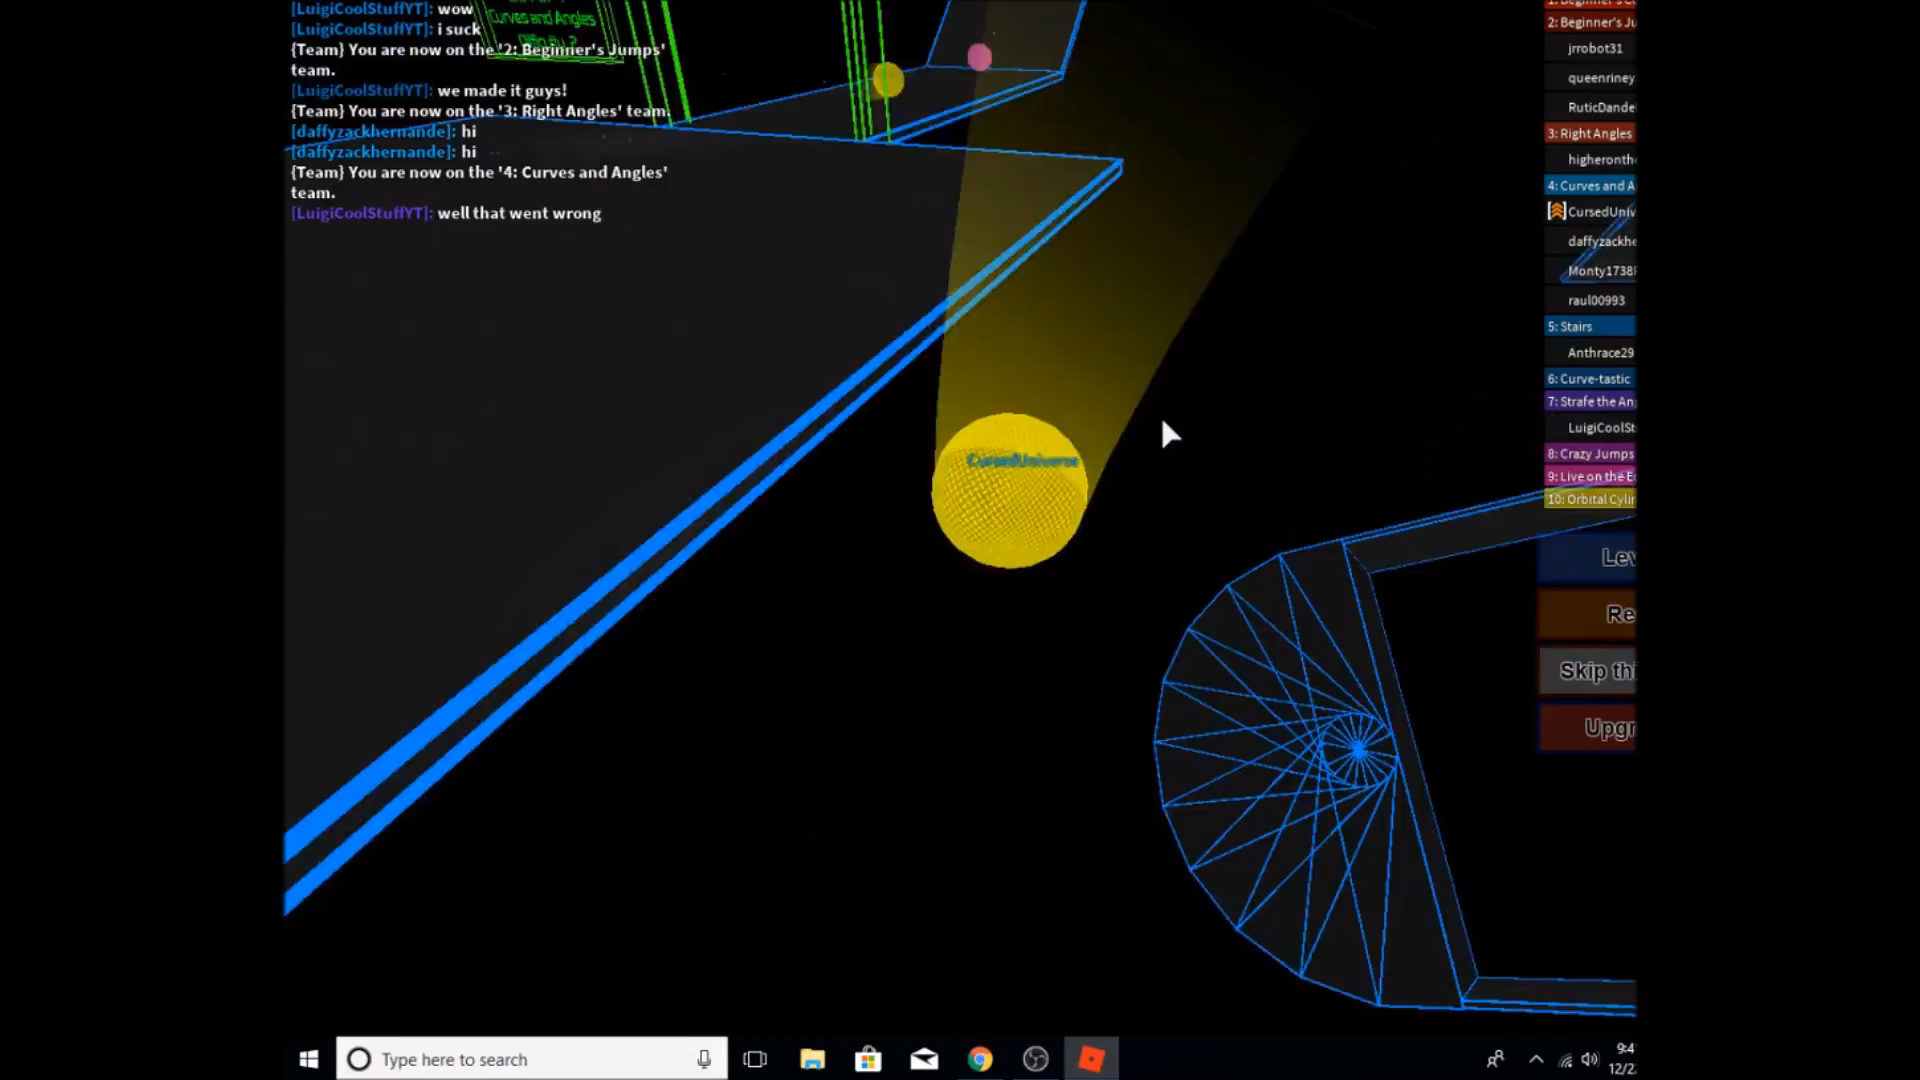 [LuigiCoolStuffYT]: wow
[LuigiCoolStuffYT]: i suck
{Team} You are now on the '2: Beginner's Jumps'
team.
[LuigiCoolStuffYT]: we made it guys!
{Team} You are now on the '3: Right Angles' team.
[daffyzackhernande]: hi
[daffyzackhernande]: hi
{Team} You are now on the '4: Curves and Angles'
team.
[LuigiCoolStuffYT]: well that went wrong
Curves and Angles
CursedUniverse
2: Beginner's Ju
jrrobot31
queenriney
RuticDande
3: Right Angles
higheronth
4: Curves and A
CursedUniv
daffyzackhe
Monty1738
raul00993
5: Stairs
Anthrace29
6: Curve-tastic
7: Strafe the An
LuigiCoolSt
8: Crazy Jumps
9: Live on the E
10: Orbital Cylin
Lev
Re
Skip thi
Upgr
Type here to search
9:4
12/2